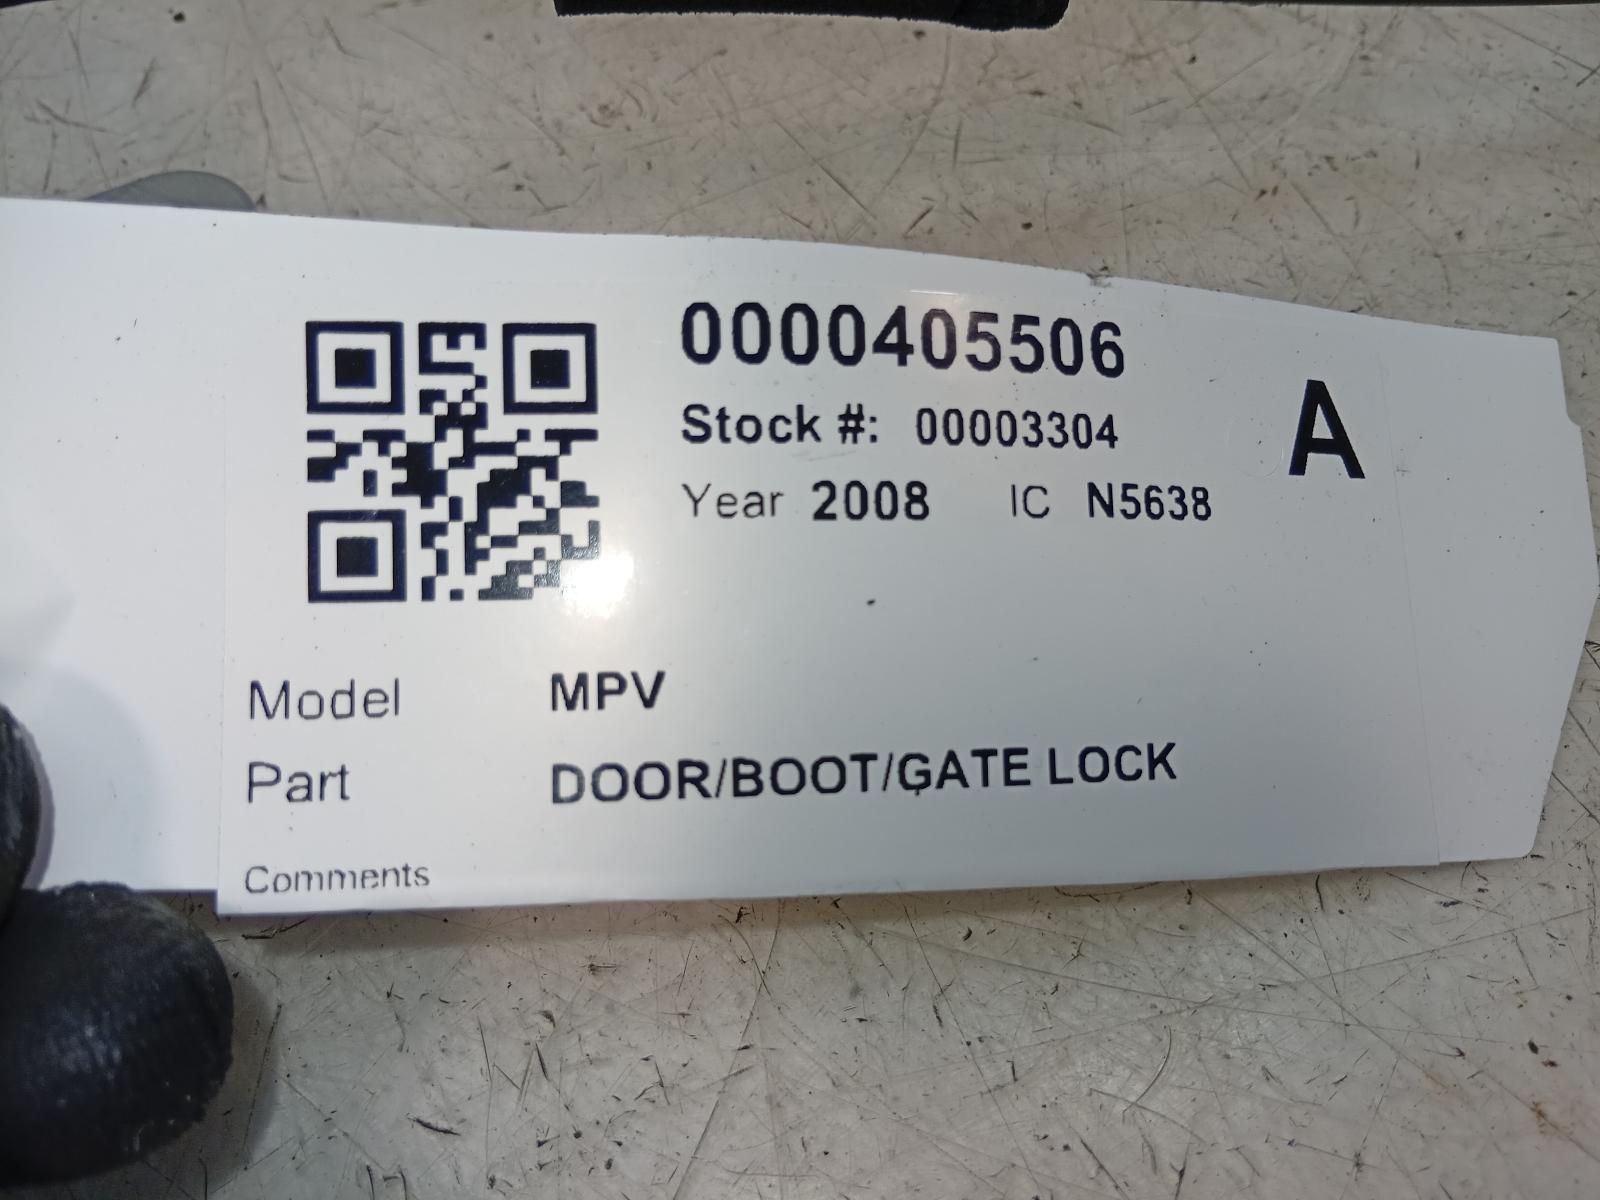 0000405506
Stock #: 00003304
A
Year 2008 IC N5638
Model MPV
Part DOOR/BOOT/GATE LOCK
Comments